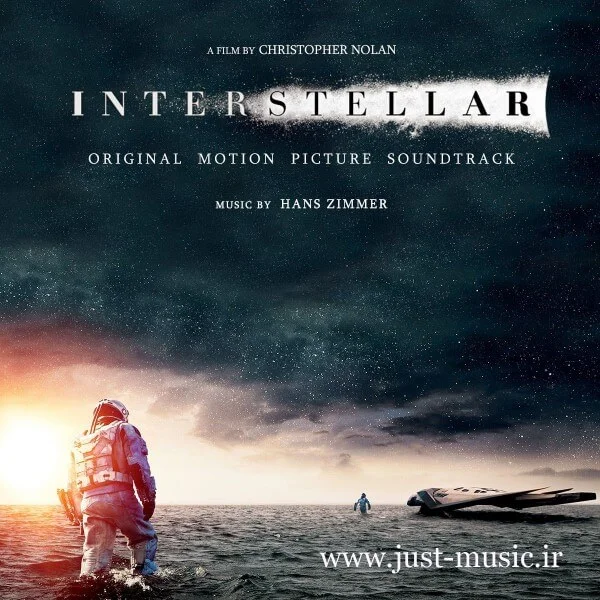 A FILM BY CHRISTOPHER NOLAN
INTERSTELLAR
ORIGINAL MOTION PICTURE SOUNDTRACK
MUSIC BY HANS ZIMMER
www.just-music.ir